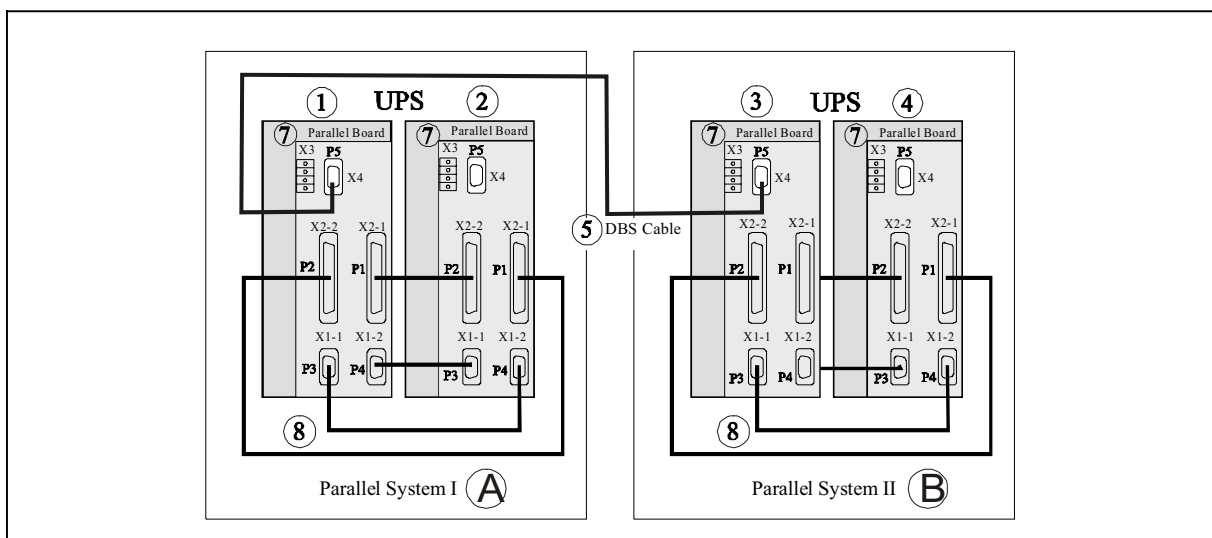 1 UPS 2
7 Parallel Board
7 Parallel Board
X3 P5
X4
X3 P5
X4
X2-2 X2-1
X2-2 X2-1
P2 P1
P2 P1
X1-1 X1-2
X1-1 X1-2
P3 P4
P3 P4
8
Parallel System I A
5 DBS Cable
3 UPS 4
7 Parallel Board
7 Parallel Board
X3 P5
X4
X3 P5
X4
X2-2 X2-1
X2-2 X2-1
P2 P1
P2 P1
X1-1 X1-2
X1-1 X1-2
P3 P4
P3 P4
8
Parallel System II B